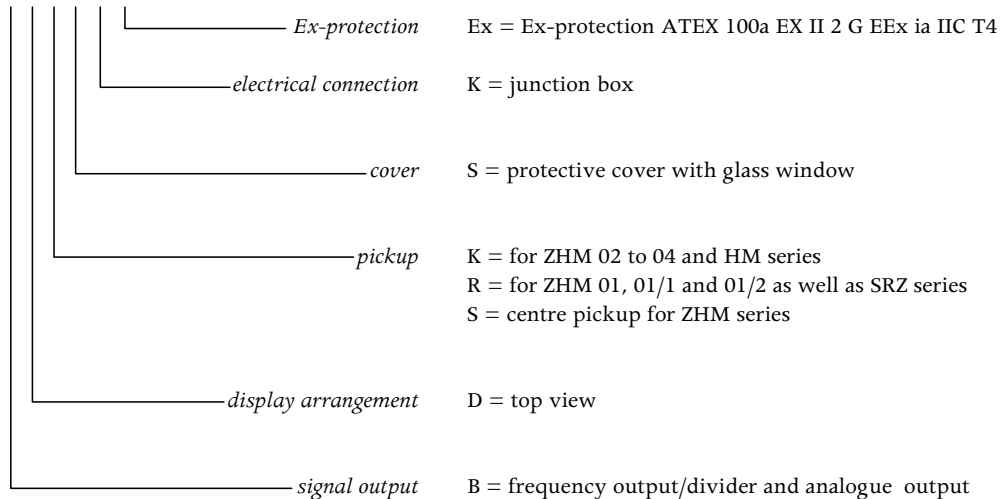 Ex-protection Ex = Ex-protection ATEX 100a EX II 2 G EEx ia IIC T4
electrical connection K = junction box
cover S = protective cover with glass window
pickup K = for ZHM 02 to 04 and HM series
R = for ZHM 01, 01/1 and 01/2 as well as SRZ series
S = centre pickup for ZHM series
display arrangement D = top view
signal output B = frequency output/divider and analogue output